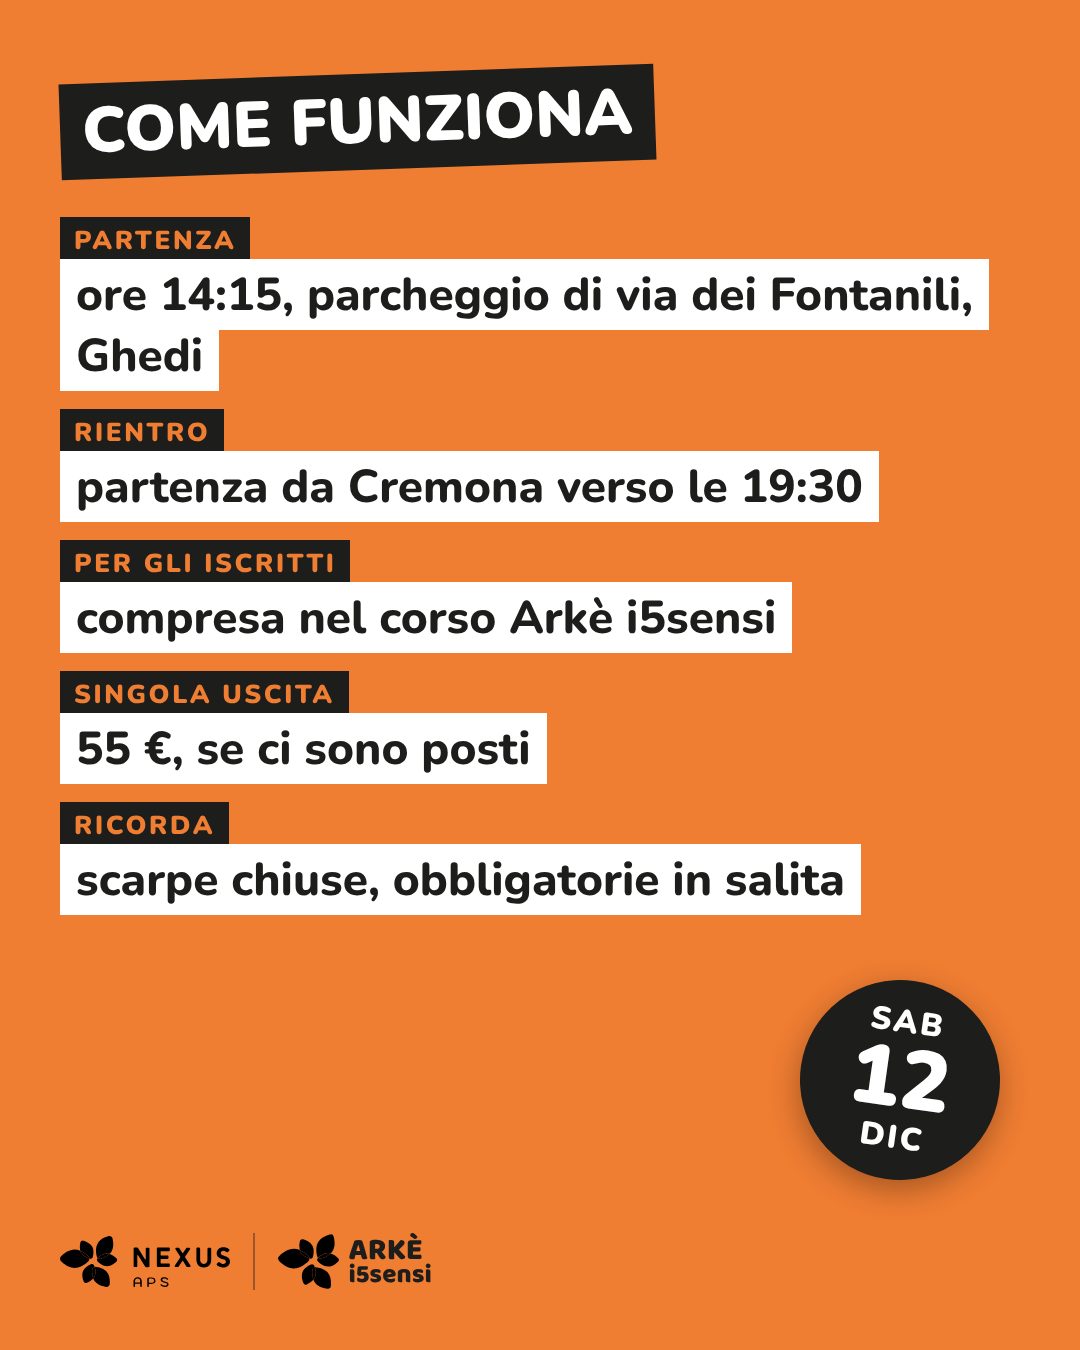 COME FUNZIONA
PARTENZA
ore 14:15, parcheggio di via dei Fontanili,
Ghedi
RIENTRO
partenza da Cremona verso le 19:30
PER GLI ISCRITTI
compresa nel corso Arkè i5sensi
SINGOLA USCITA
55 €, se ci sono posti
RICORDA
scarpe chiuse, obbligatorie in salita
SAB
12
DIC
NEXUS
APS
ARKÈ
i5sensi